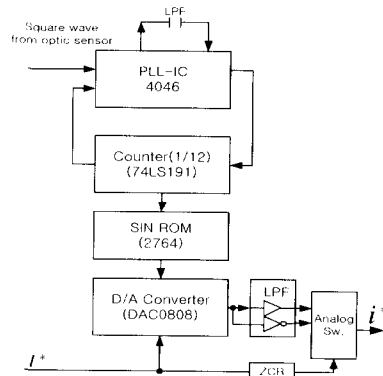 LPF
Square wave
from optic sensor
PLL-IC
4046
Counter(1/12)
(74LS191)
SIN ROM
(2764)
D/A Converter
(DAC0808)
LPF
Analog
Sw.
i*
I*
ZCR